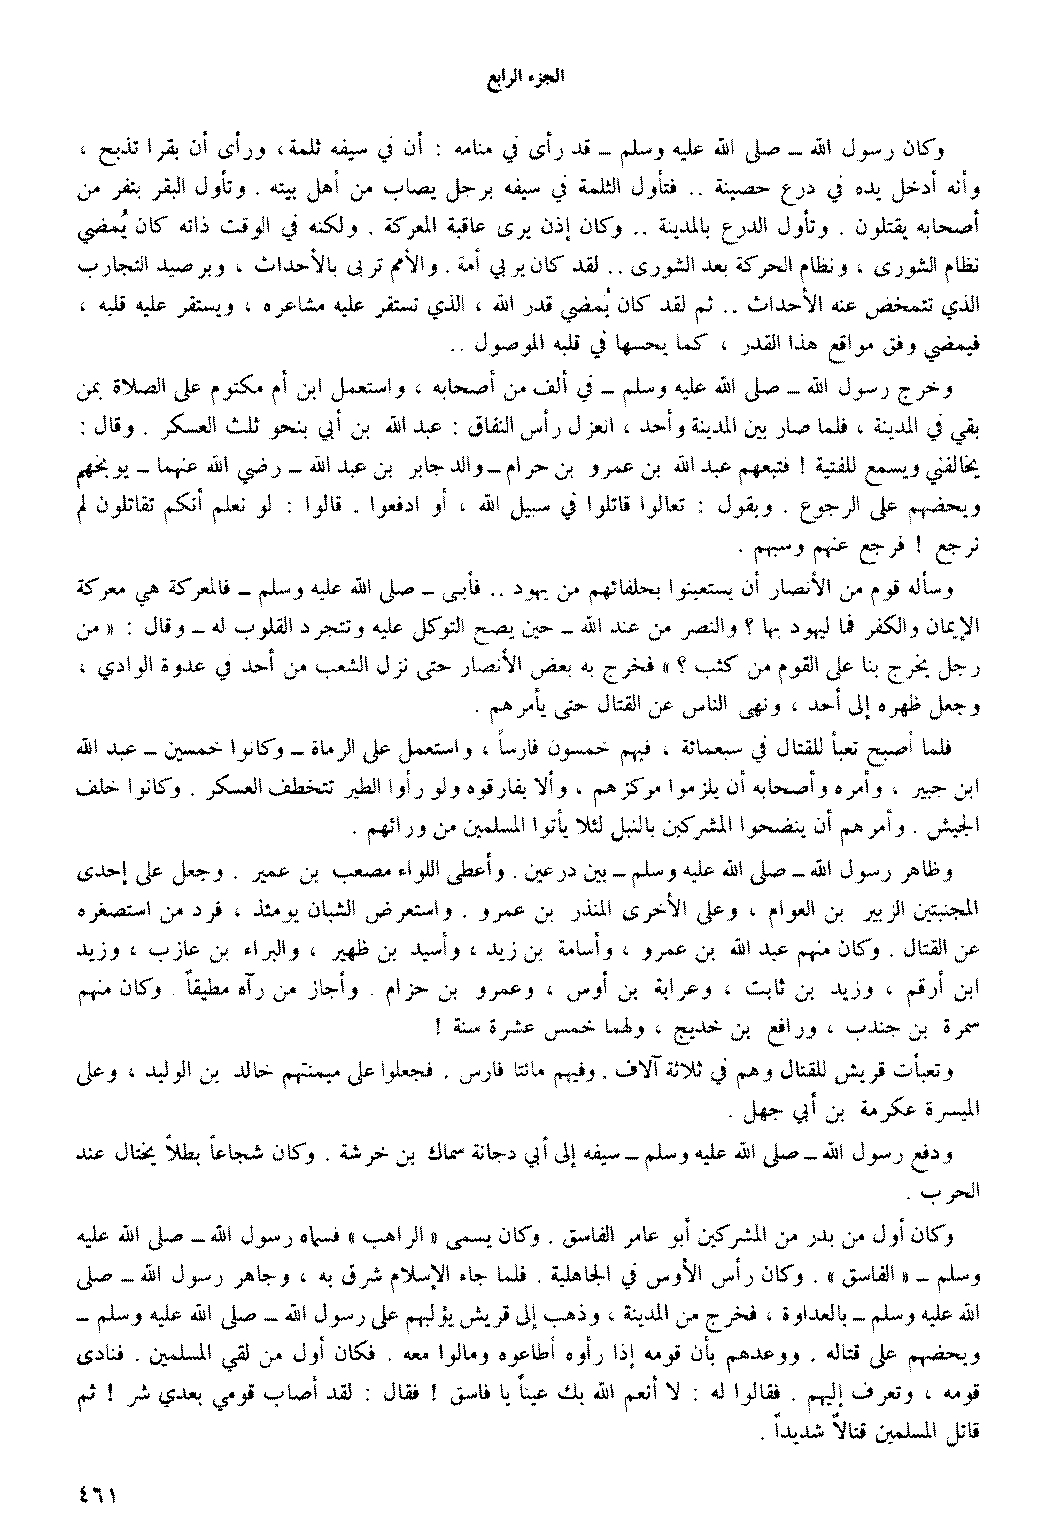 الجزء الرابع
وكان رسول الله – صلى الله عليه وسلم – قد رأى في منامه : أن في سيفه ثلمة، ورأى أن بقرا تذبح ،
وأنه أدخل يده في درع حصينة .. فتأول الثلمة في سيفه برجل يصاب من أهل بيته . وتأول البقر بنفر من
أصحابه يقتلون . وتأول الدرع بالمدينة .. وكان إذن يرى عاقبة المعركة . ولكنه في الوقت ذاته كان يُمضي
نظام الشورى ، ونظام الحركة بعد الشورى .. لقد كان يربي أمة . والأمم تربى بالأحداث ، وبرصيد التجارب
الذي تتمخض عنه الأحداث .. ثم لقد كان يُمضي قدر الله ، الذي تستقر عليه مشاعره ، ويستقر عليه قلبه ،
فيمضي وفق مواقع هذا القدر ، كما يحسها في قلبه الموصول ..
وخرج رسول الله – صلى الله عليه وسلم – في ألف من أصحابه ، واستعمل ابن أم مكتوم على الصلاة بمن
بقي في المدينة ، فلما صار بين المدينة وأحد ، انعزل رأس النفاق : عبد الله بن أبي بنحو ثلث العسكر . وقال :
يخالفني ويسمع للفتية ! فتبعهم عبد الله بن عمرو بن حرام – والد جابر بن عبد الله – رضي الله عنهما – يوبخهم
ويحضهم على الرجوع . ويقول : تعالوا قاتلوا في سبيل الله ، أو ادفعوا . قالوا : لو نعلم أنكم تقاتلون لم
نرجع ! فرجع عنهم وسبهم .
وسأله قوم من الأنصار أن يستعينوا بحلفائهم من يهود .. فأبى – صلى الله عليه وسلم – فالمعركة هي معركة
الإيمان والكفر فما ليهود بها ؟ والنصر من عند الله – حين يصح التوكل عليه وتتجرد القلوب له – وقال : « من
رجل يخرج بنا على القوم من كثب ؟ » فخرج به بعض الأنصار حتى نزل الشعب من أحد في عدوة الوادي ،
وجعل ظهره إلى أحد ، ونهى الناس عن القتال حتى يأمرهم .
فلما أصبح تعبأ للقتال في سبعمائة ، فيهم خمسون فارساً ، واستعمل على الرماة – وكانوا خمسين – عبد الله
ابن جبير ، وأمره وأصحابه أن يلزموا مركزهم ، وألا يفارقوه ولو رأوا الطير تتخطف العسكر . وكانوا خلف
الجيش . وأمرهم أن ينضحوا المشركين بالنبل لئلا يأتوا المسلمين من ورائهم .
وظاهر رسول الله – صلى الله عليه وسلم – بين درعين . وأعطى اللواء مصعب بن عمير . وجعل على إحدى
المجنبتين الزبير بن العوام ، وعلى الأخرى المنذر بن عمرو . واستعرض الشبان يومئذ ، فرد من استصغره
عن القتال . وكان منهم عبد الله بن عمرو ، وأسامة بن زيد ، وأسيد بن ظهير ، والبراء بن عازب ، وزيد
ابن أرقم ، وزيد بن ثابت ، وعرابة بن أوس ، وعمرو بن حزام . وأجاز من رآه مطيقاً . وكان منهم
سمرة بن جندب ، ورافع بن خديج ، ولهما خمس عشرة سنة !
وتعبأت قريش للقتال وهم في ثلاثة آلاف . وفيهم مائتا فارس . فجعلوا على ميمنتهم خالد بن الوليد ، وعلى
الميسرة عكرمة بن أبي جهل .
ودفع رسول الله – صلى الله عليه وسلم – سيفه إلى أبي دجانة سماك بن خرشة . وكان شجاعاً بطلاً يختال عند
الحرب .
وكان أول من بدر من المشركين أبو عامر الفاسق . وكان يسمى « الراهب » فسماه رسول الله – صلى الله عليه
وسلم – « الفاسق » . وكان رأس الأوس في الجاهلية . فلما جاء الإسلام شرق به ، وجاهر رسول الله – صلى
الله عليه وسلم – بالعداوة ، فخرج من المدينة ، وذهب إلى قريش يؤلبهم على رسول الله – صلى الله عليه وسلم –
ويحضهم على قتاله . ووعدهم بأن قومه إذا رأوه أطاعوه ومالوا معه . فكان أول من لقي المسلمين . فنادى
قومه ، وتعرف إليهم . فقالوا له : لا أنعم الله بك عيناً يا فاسق ! فقال : لقد أصاب قومي بعدي شر ! ثم
قاتل المسلمين قتالاً شديداً .
٤٦١